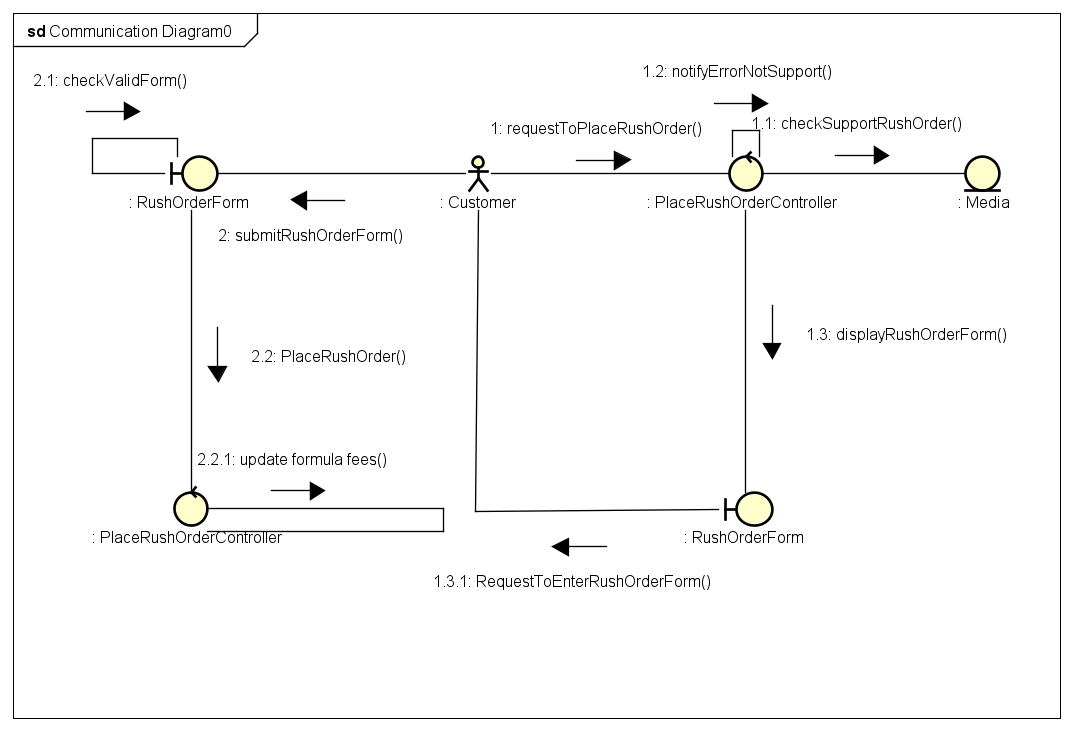 sd Communication Diagram0
1.2: notifyErrorNotSupport()
2.1: checkValidForm()
1.1: checkSupportRushOrder()
1: requestToPlaceRushOrder()
: RushOrderForm
: Customer
: PlaceRushOrderController
: Media
2: submitRushOrderForm()
1.3: displayRushOrderForm()
2.2: PlaceRushOrder()
2.2.1: update formula fees()
: PlaceRushOrderController
: RushOrderForm
1.3.1: RequestToEnterRushOrderForm()